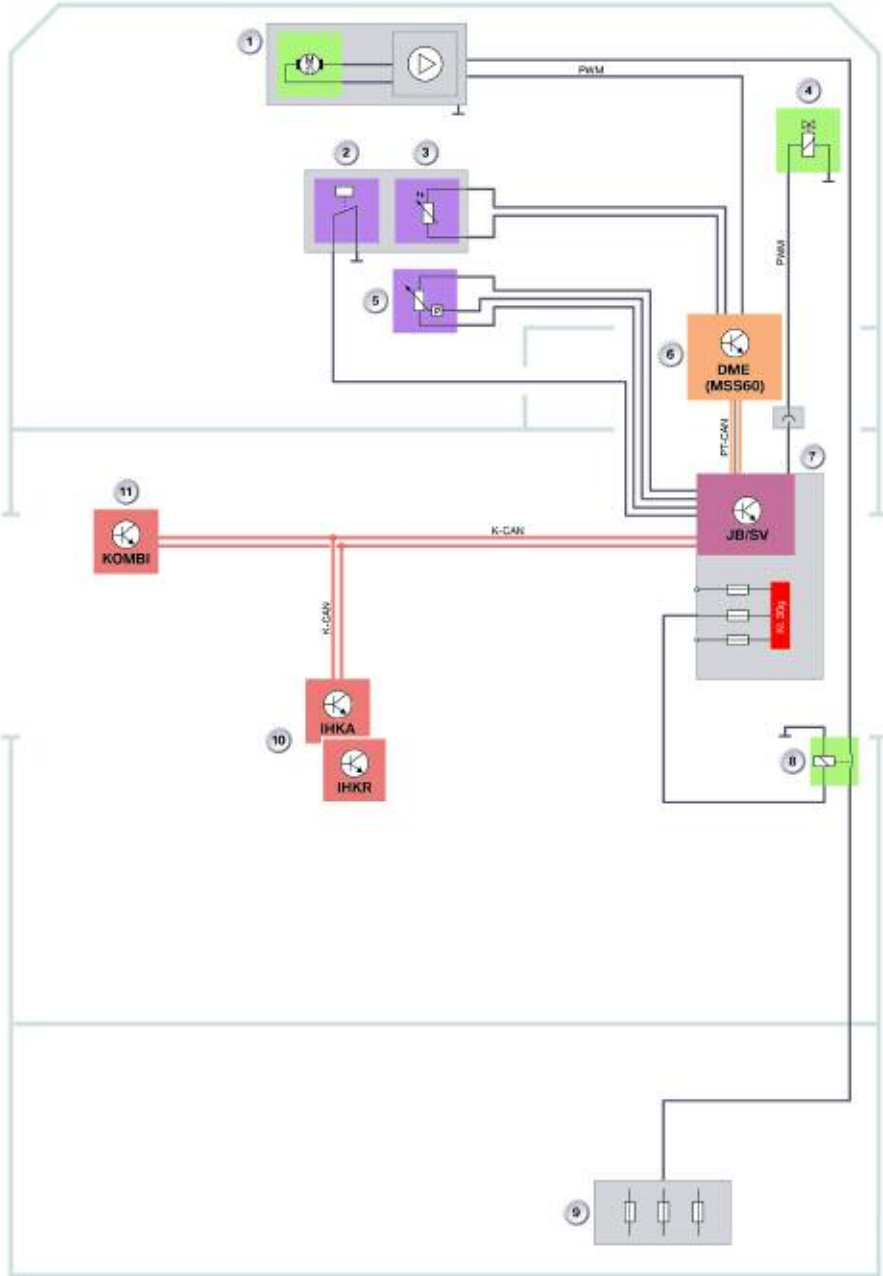 1
M
PWM
4
2
3
PWM
5
P
6
DME
(MSS60)
PT-CAN
7
11
K-CAN
JB/SV
KOMBI
K-CAN
Kl. 30g
IHKA
10
8
IHKR
9